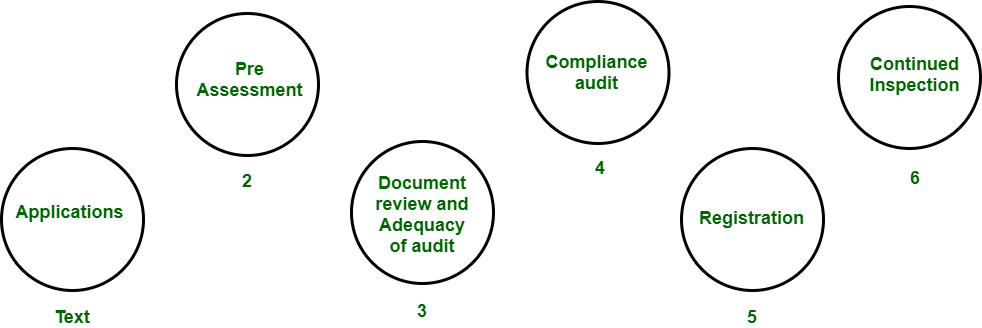 Applications
Text
Pre
Assessment
2
Document
review and
Adequacy
of audit
3
Compliance
audit
4
Registration
5
Continued
Inspection
6